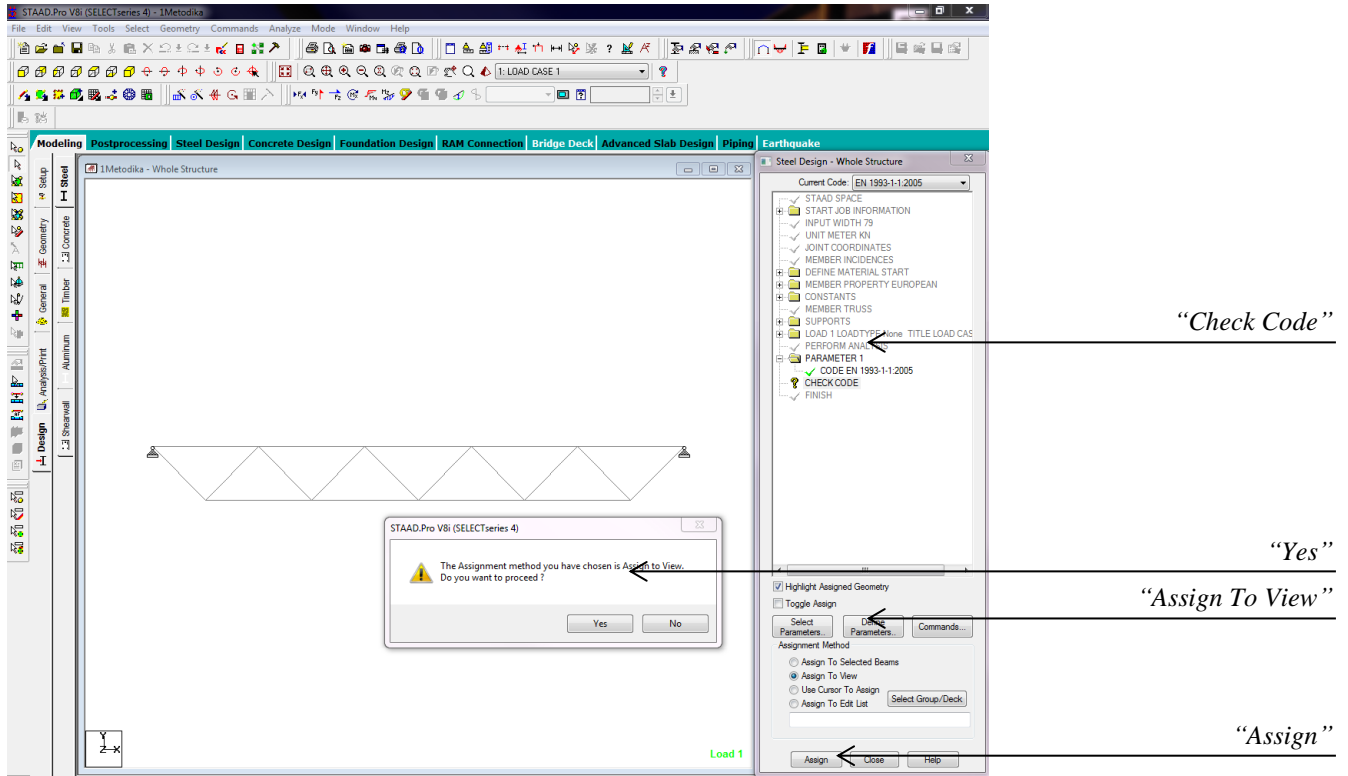 STAAD.Pro V8i (SELECTseries 4) - 1Metodika
File Edit View Tools Select Geometry Commands Analyze Mode Window Help
1: LOAD CASE 1
Modeling Postprocessing Steel Design Concrete Design Foundation Design RAM Connection Bridge Deck Advanced Slab Design Piping Earthquake
Setup
Geometry
General
Analysis/Print
Design
Steel
Concrete
Timber
Aluminum
Shearwall
1Metodika - Whole Structure
STAAD.Pro V8i (SELECTseries 4)
The Assignment method you have chosen is Assign to View.
Do you want to proceed ?
Yes No
Y
Z X
Load 1
Steel Design - Whole Structure
Current Code: EN 1993-1-1:2005
STAAD SPACE
START JOB INFORMATION
INPUT WIDTH 79
UNIT METER KN
JOINT COORDINATES
MEMBER INCIDENCES
DEFINE MATERIAL START
MEMBER PROPERTY EUROPEAN
CONSTANTS
MEMBER TRUSS
SUPPORTS
LOAD 1 LOADTYPE None TITLE LOAD CAS
PERFORM ANALYSIS
PARAMETER 1
CODE EN 1993-1-1:2005
CHECK CODE
FINISH
Highlight Assigned Geometry
Toggle Assign
Select Parameters...
Define Parameters...
Commands...
Assignment Method
Assign To Selected Beams
Assign To View
Use Cursor To Assign
Assign To Edit List
Select Group/Deck
Assign Close Help
“Check Code”
“Yes”
“Assign To View”
“Assign”